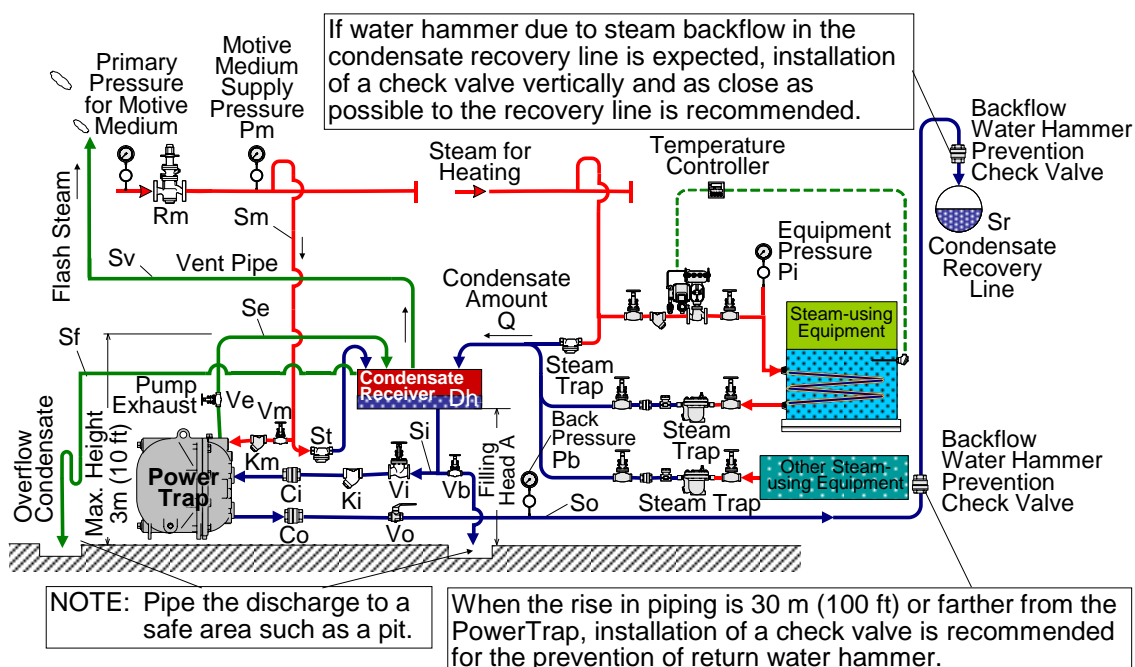 If water hammer due to steam backflow in the
condensate recovery line is expected, installation
of a check valve vertically and as close as
possible to the recovery line is recommended.
Primary
Pressure
for Motive
Medium
Motive
Medium
Supply
Pressure
Pm
Steam for
Heating
Temperature
Controller
Backflow
Water Hammer
Prevention
Check Valve
Rm
Sm
Flash Steam
Sv
Vent Pipe
Equipment
Pressure
Pi
Sr
Condensate
Recovery
Line
Condensate
Amount
Q
Se
Sf
Steam-using
Equipment
Steam
Trap
Condensate
Receiver
Dh
Pump
Exhaust
Ve
Vm
Km
St
Si
Back
Pressure
Pb
Steam
Trap
Overflow
Condensate
Max. Height
3m (10 ft)
Power
Trap
Ci
Ki
Vi
Vb
Filling
Head A
Other Steam-
using Equipment
Steam Trap
Backflow
Water Hammer
Prevention
Check Valve
Co
Vo
So
NOTE: Pipe the discharge to a
safe area such as a pit.
When the rise in piping is 30 m (100 ft) or farther from the
PowerTrap, installation of a check valve is recommended
for the prevention of return water hammer.